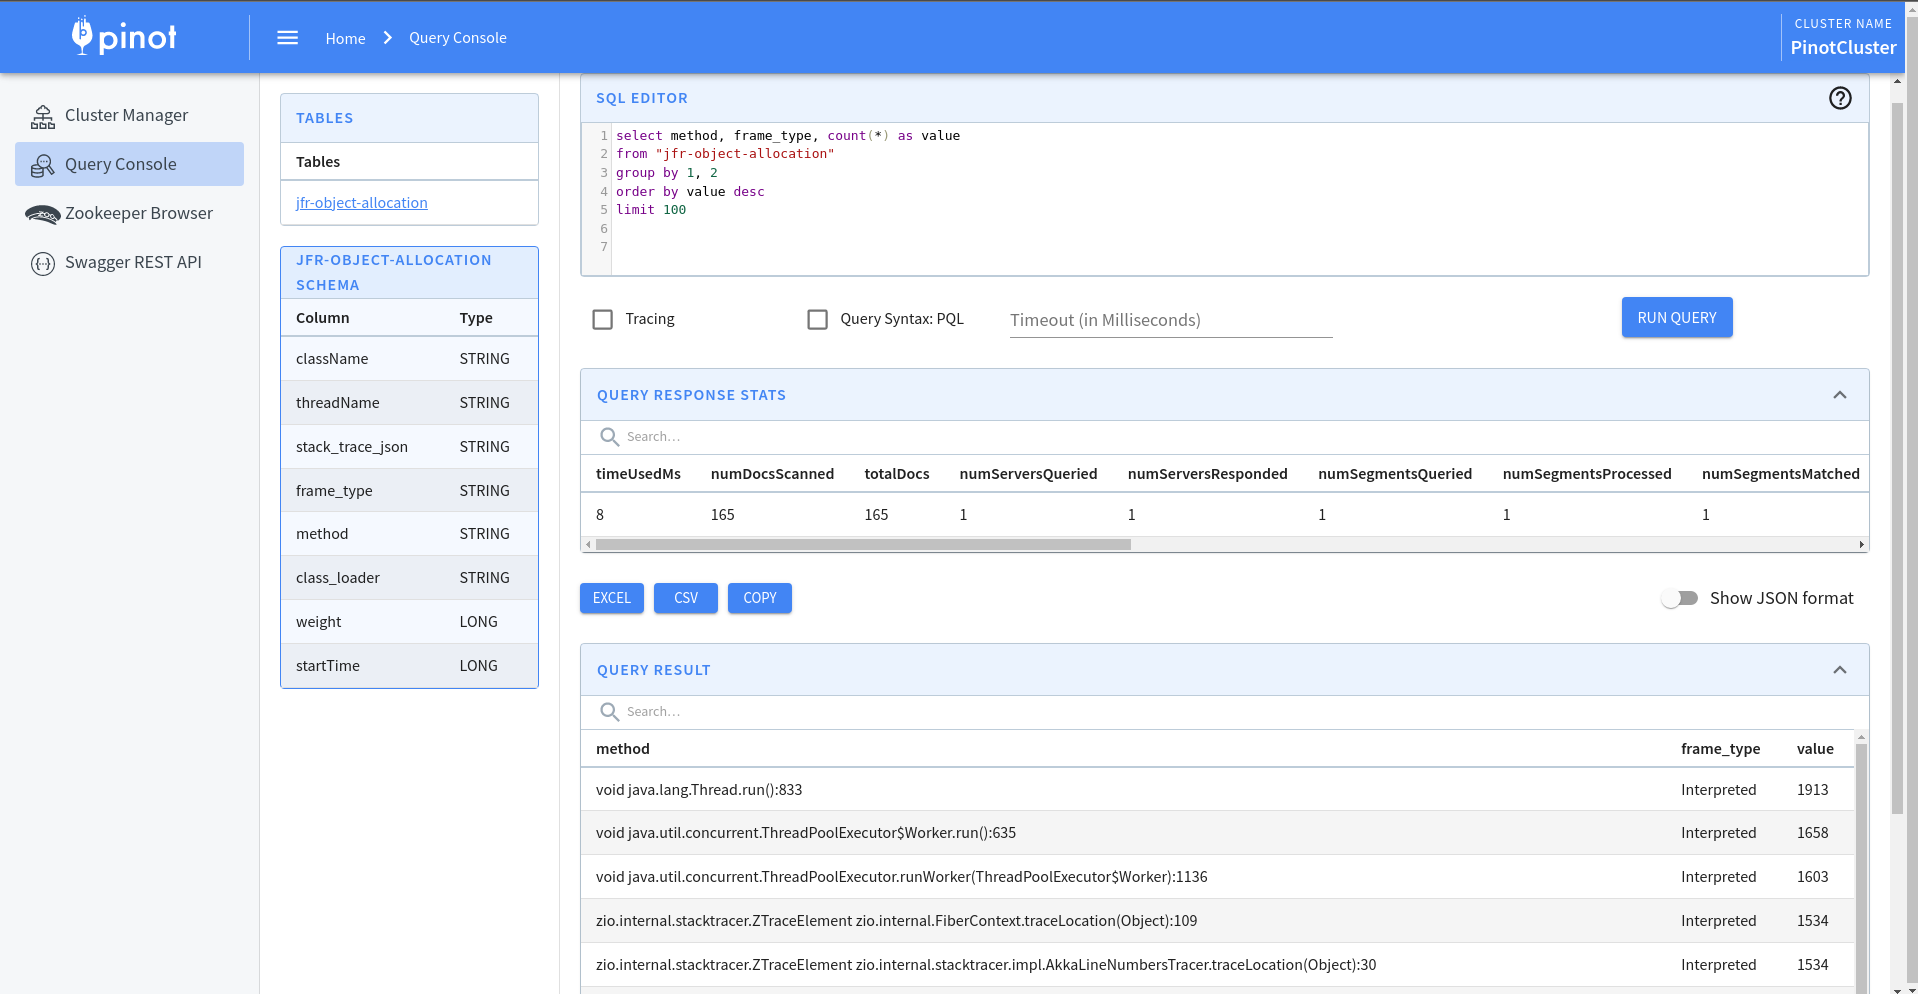 pinot
Home
Query Console
CLUSTER NAME
PinotCluster
Cluster Manager
Query Console
Zookeeper Browser
Swagger REST API
TABLES
Tables
jfr-object-allocation
JFR-OBJECT-ALLOCATION
SCHEMA
Column Type
className STRING
threadName STRING
stack_trace_json STRING
frame_type STRING
method STRING
class_loader STRING
weight LONG
startTime LONG
SQL EDITOR
1 select method, frame_type, count(*) as value
2 from "jfr-object-allocation"
3 group by 1, 2
4 order by value desc
5 limit 100
6
7
Tracing
Query Syntax: PQL
Timeout (in Milliseconds)
RUN QUERY
QUERY RESPONSE STATS
Search...
timeUsedMs numDocsScanned totalDocs numServersQueried numServersResponded numSegmentsQueried numSegmentsProcessed numSegmentsMatched
8 165 165 1 1 1 1 1
EXCEL
CSV
COPY
Show JSON format
QUERY RESULT
Search...
method frame_type value
void java.lang.Thread.run():833 Interpreted 1913
void java.util.concurrent.ThreadPoolExecutor$Worker.run():635 Interpreted 1658
void java.util.concurrent.ThreadPoolExecutor.runWorker(ThreadPoolExecutor$Worker):1136 Interpreted 1603
zio.internal.stacktracer.ZTraceElement zio.internal.FiberContext.traceLocation(Object):109 Interpreted 1534
zio.internal.stacktracer.ZTraceElement zio.internal.stacktracer.impl.AkkaLineNumbersTracer.traceLocation(Object):30 Interpreted 1534